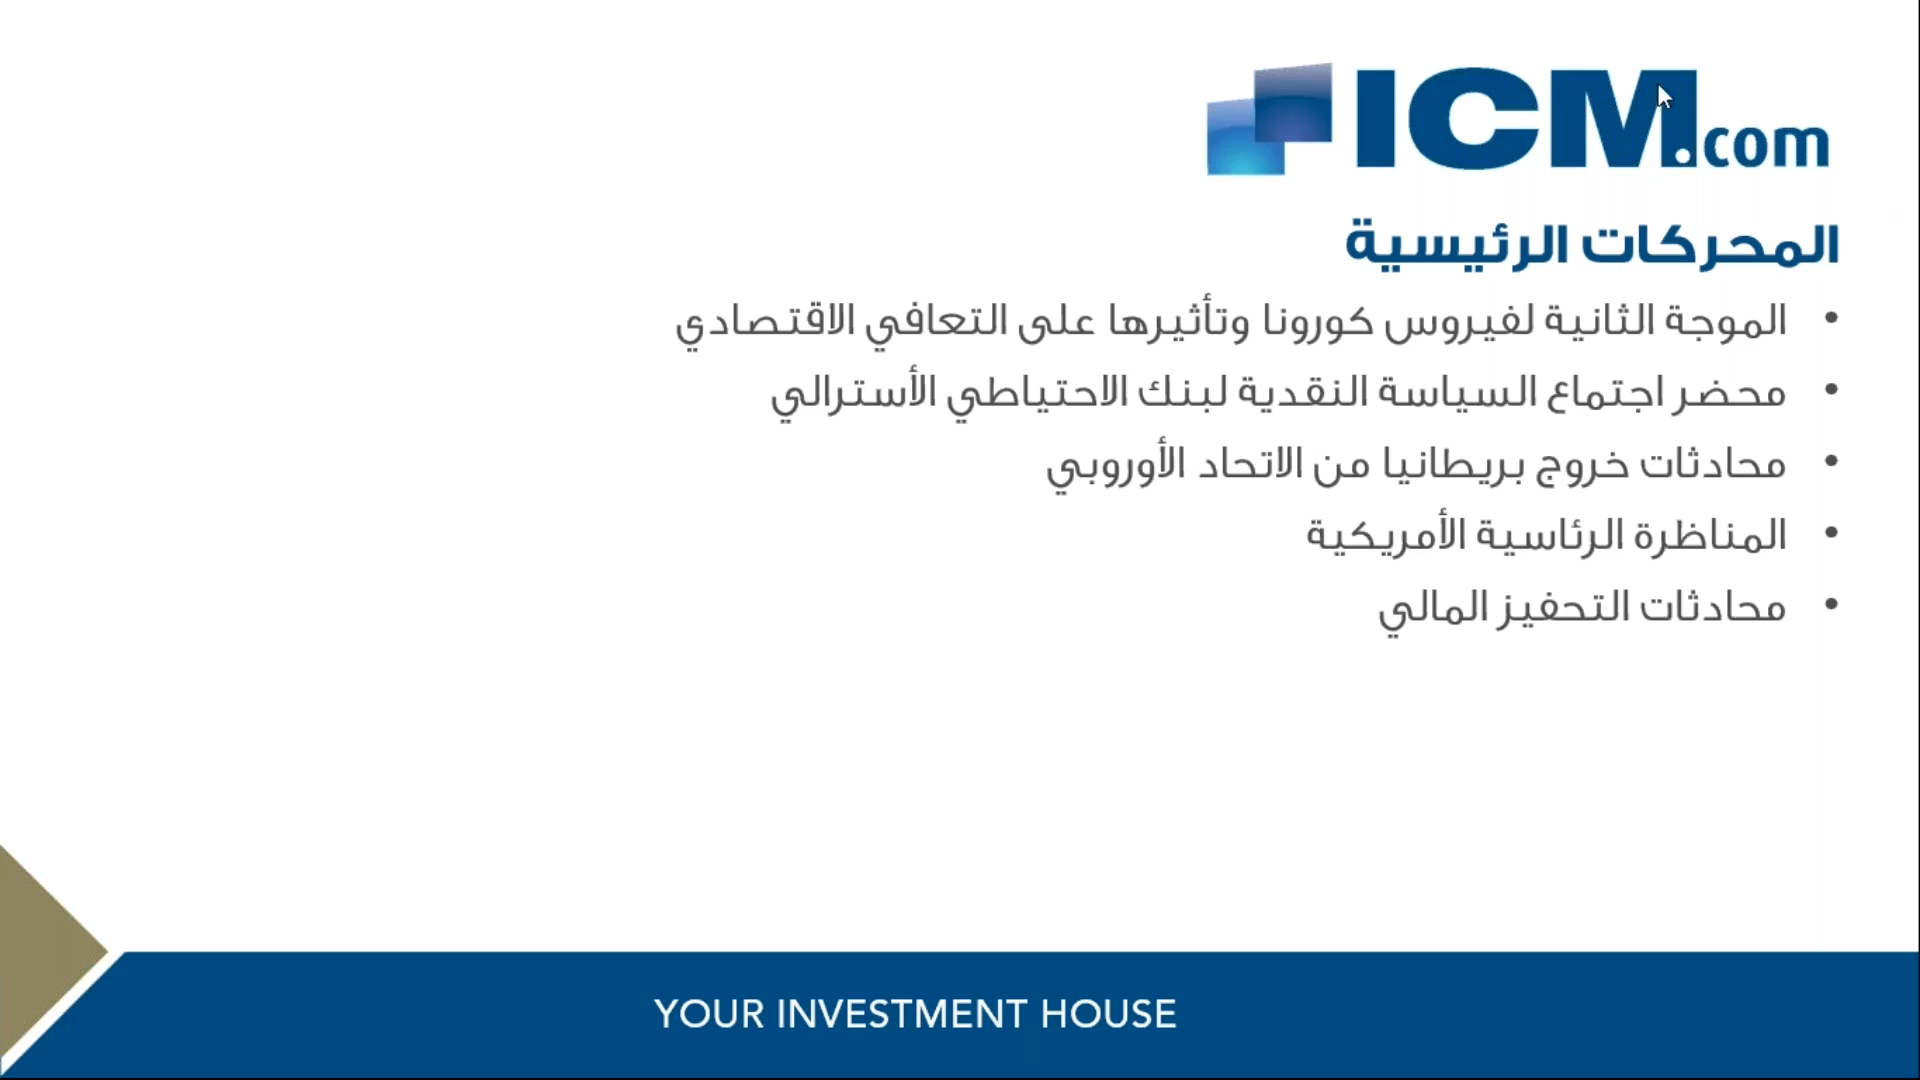 ICM.com
المحركات الرئيسية
• الموجة الثانية لفيروس كورونا وتأثيرها على التعافي الاقتصادي
• محضر اجتماع السياسة النقدية لبنك الاحتياطي الأسترالي
• محادثات خروج بريطانيا من الاتحاد الأوروبي
• المناظرة الرئاسية الأمريكية
• محادثات التحفيز المالي
YOUR INVESTMENT HOUSE